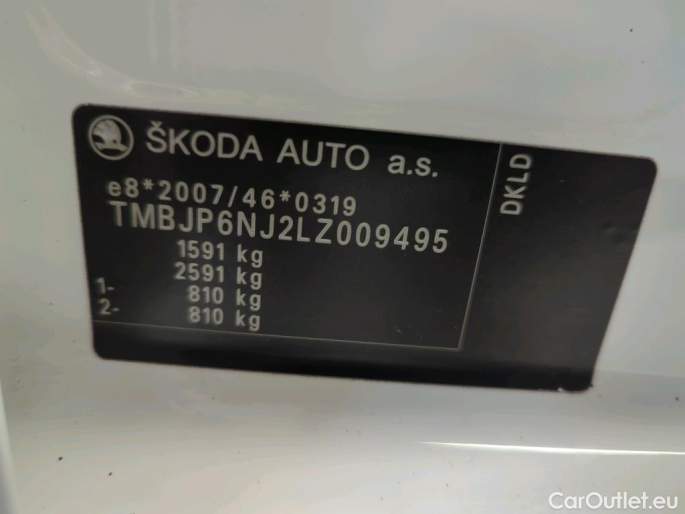 ŠKODA AUTO a.s.
e8*2007/46*0319
TMBJP6NJ2LZ009495
1591 kg
2591 kg
1- 810 kg
2- 810 kg
DKLD
CarOutlet.eu